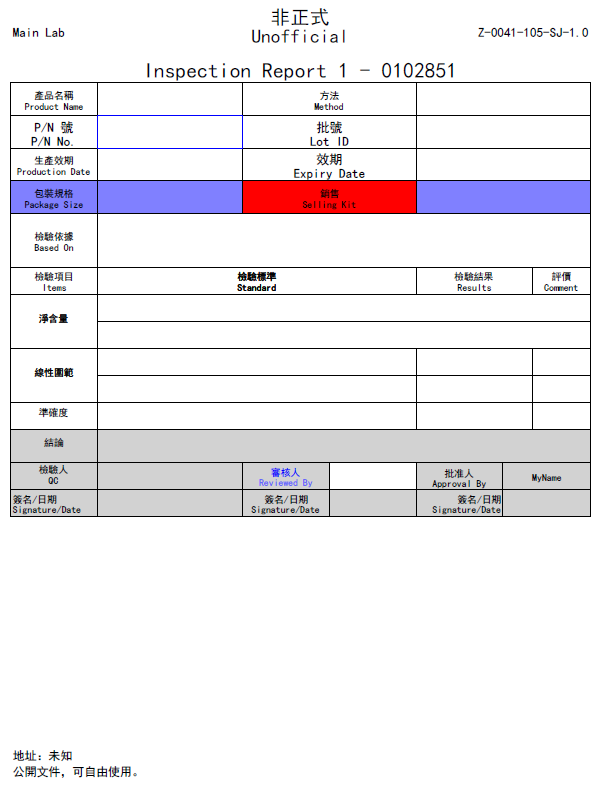 非正式
Main Lab
Unofficial
Z-0041-105-SJ-1.0
Inspection Report 1 - 0102851
產品名稱
Product Name
方法
Method
P/N 號
P/N No.
批號
Lot ID
生產效期
Production Date
效期
Expiry Date
包裝規格
Package Size
銷售
Selling Kit
檢驗依據
Based On
檢驗項目
Items
檢驗標準
Standard
檢驗結果
Results
評價
Comment
淨含量
線性圍範
準確度
結論
檢驗人
QC
審核人
Reviewed By
批准人
Approval By
MyName
簽名/日期
Signature/Date
簽名/日期
Signature/Date
簽名/日期
Signature/Date
地址：未知
公開文件，可自由使用。